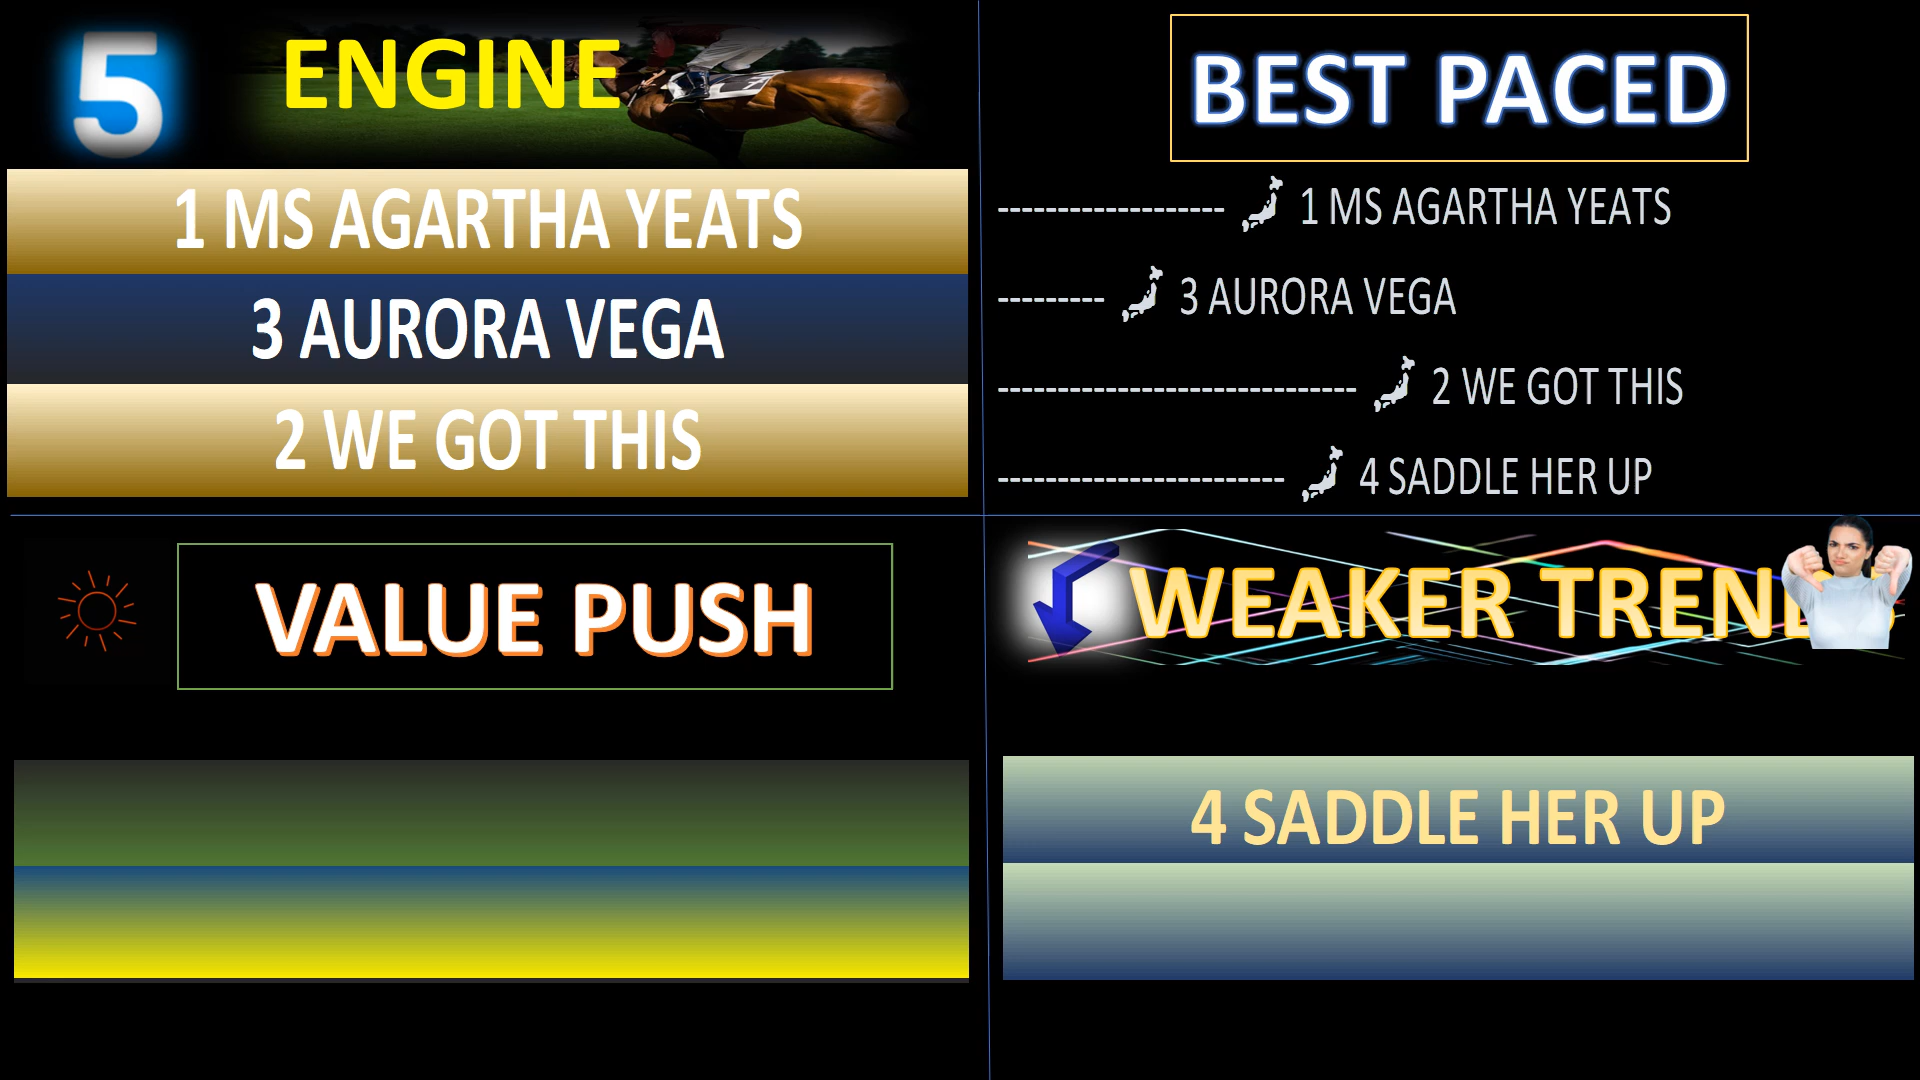 5 ENGINE
1 MS AGARTHA YEATS
3 AURORA VEGA
2 WE GOT THIS
BEST PACED
------------------- 1 MS AGARTHA YEATS
--------- 3 AURORA VEGA
------------------------------ 2 WE GOT THIS
------------------------ 4 SADDLE HER UP
VALUE PUSH
WEAKER TRENDS
4 SADDLE HER UP